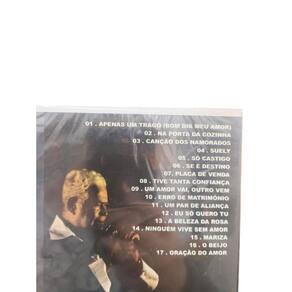 01 . APENAS UM TRAGO (BOM DIA MEU AMOR)
02 . NA PORTA DA COZINHA
03 . CANÇÃO DOS NAMORADOS
04 . SUELY
05 . SÓ CASTIGO
06 . SE É DESTINO
07 . PLACA DE VENDA
08 . TIVE TANTA CONFIANÇA
09 . UM AMOR VAI, OUTRO VEM
10 . ERRO DE MATRIMÔNIO
11 . UM PAR DE ALIANÇA
12 . EU SÓ QUERO TU
13 . A BELEZA DA ROSA
14 . NINGUÉM VIVE SEM AMOR
15 . MARIZA
16 . O BEIJO
17 . ORAÇÃO DO AMOR